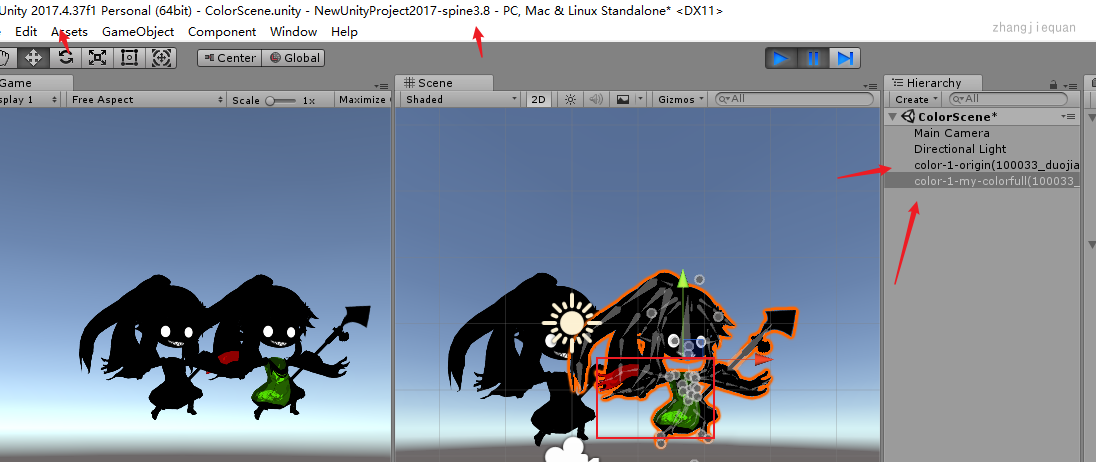 Unity 2017.4.37f1 Personal (64bit) - ColorScene.unity - NewUnityProject2017-spine3.8 - PC, Mac & Linux Standalone* <DX11>
Edit Assets GameObject Component Window Help
zhangjiequan
Center Global
Game
Scene
Hierarchy
splay 1 Free Aspect Scale 1x Maximize
Shaded 2D Gizmos All
Create All
ColorScene*
Main Camera
Directional Light
color-1-origin(100033_duojia
color-1-my-colorfull(100033_